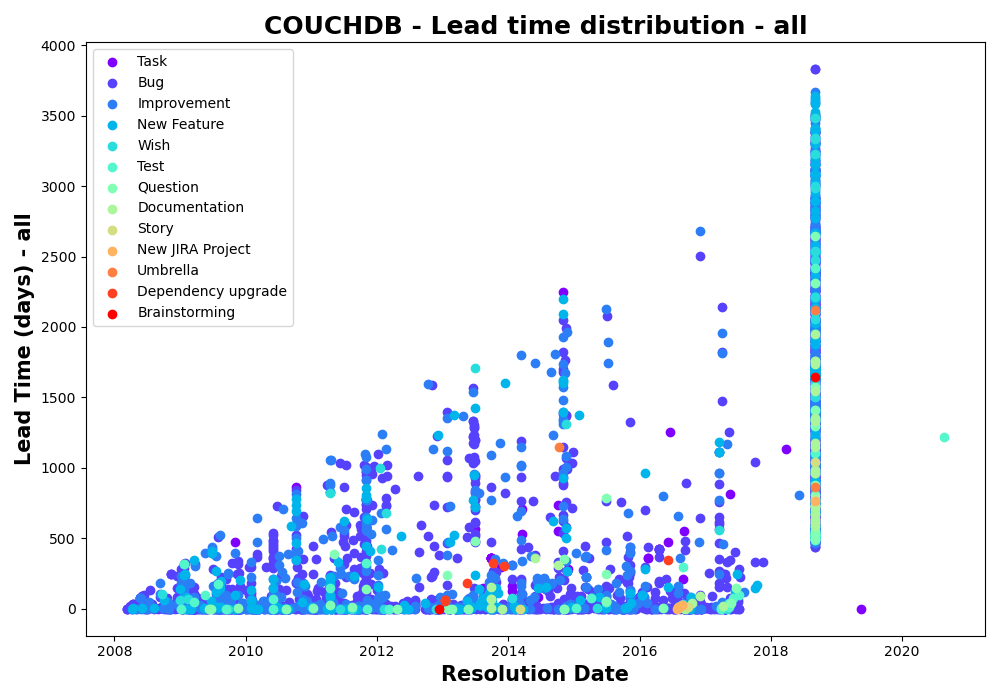 COUCHDB - Lead time distribution - all
Lead Time (days) - all
4000
3500
3000
2500
2000
1500
1000
500
0
Task
Bug
Improvement
New Feature
Wish
Test
Question
Documentation
Story
New JIRA Project
Umbrella
Dependency upgrade
Brainstorming
2008 2010 2012 2014 2016 2018 2020
Resolution Date